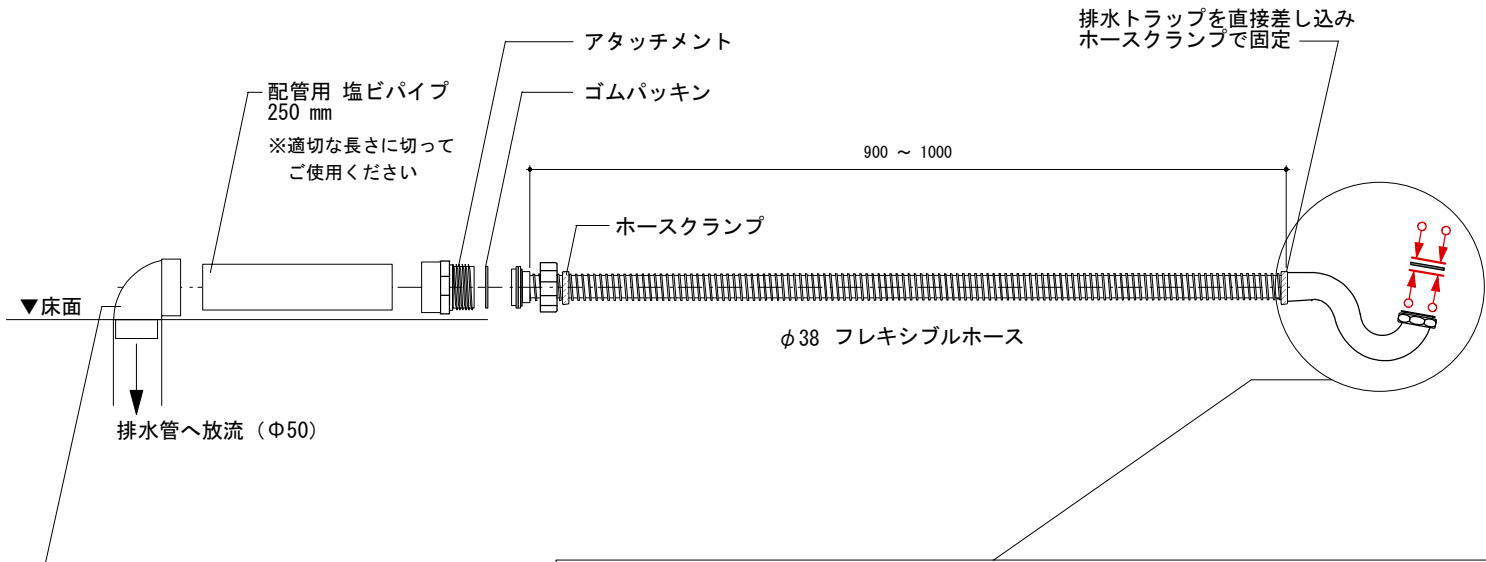 排水トラップを直接差し込み
ホースクランプで固定
アタッチメント
配管用 塩ビパイプ
250 mm
※適切な長さに切って
ご使用ください
ゴムパッキン
900 ～ 1000
ホースクランプ
▼床面
φ38 フレキシブルホース
排水管へ放流（Φ50）